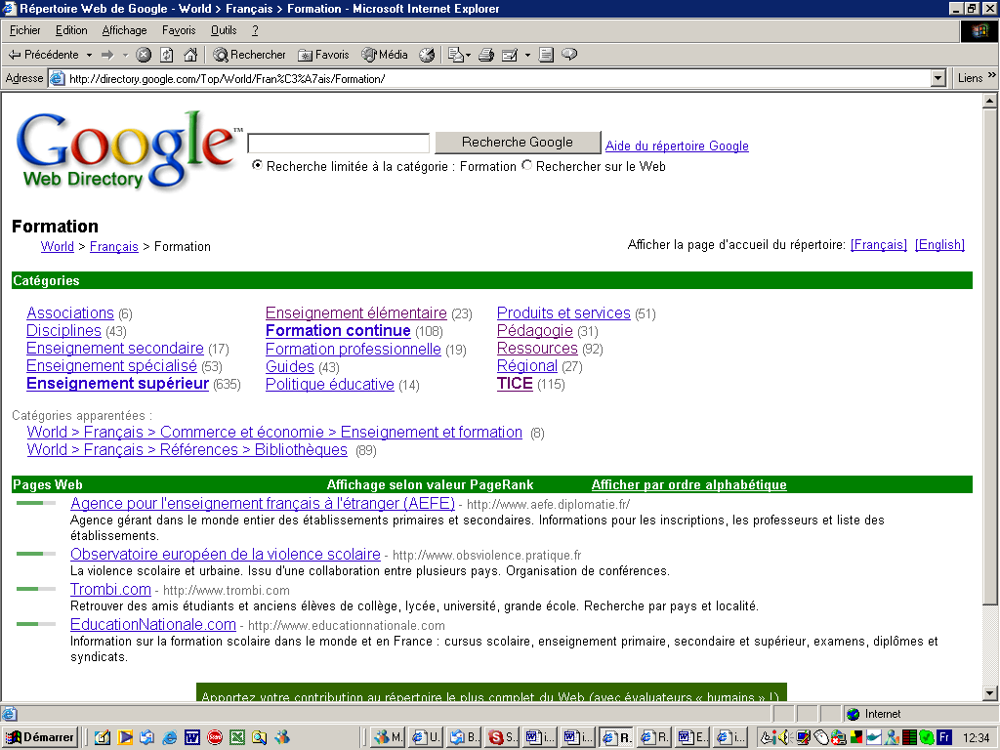 Répertoire Web de Google - World > Français > Formation - Microsoft Internet Explorer
Fichier Edition Affichage Favoris Outils ?
Précédente Rechercher Favoris Média
Adresse http://directory.google.com/Top/World/Fran%C3%A7ais/Formation/ Liens »
Google™
Web Directory
Recherche Google Aide du répertoire Google
Recherche limitée à la catégorie : Formation Rechercher sur le Web
Formation
World > Français > Formation Afficher la page d'accueil du répertoire: [Français] [English]
Catégories
Associations (6) Enseignement élémentaire (23) Produits et services (51)
Disciplines (43) Formation continue (108) Pédagogie (31)
Enseignement secondaire (17) Formation professionnelle (19) Ressources (92)
Enseignement spécialisé (53) Guides (43) Régional (27)
Enseignement supérieur (635) Politique éducative (14) TICE (115)
Catégories apparentées :
World > Français > Commerce et économie > Enseignement et formation (8)
World > Français > Références > Bibliothèques (89)
Pages Web Affichage selon valeur PageRank Afficher par ordre alphabétique
Agence pour l'enseignement français à l'étranger (AEFE) - http://www.aefe.diplomatie.fr/
Agence gérant dans le monde entier des établissements primaires et secondaires. Informations pour les inscriptions, les professeurs et liste des
établissements.
Observatoire européen de la violence scolaire - http://www.obsviolence.pratique.fr
La violence scolaire et urbaine. Issu d'une collaboration entre plusieurs pays. Organisation de conférences.
Trombi.com - http://www.trombi.com
Retrouver des amis étudiants et anciens élèves de collège, lycée, université, grande école. Recherche par pays et localité.
EducationNationale.com - http://www.educationnationale.com
Information sur la formation scolaire dans le monde et en France : cursus scolaire, enseignement primaire, secondaire et supérieur, examens, diplômes et
syndicats.
Apportez votre contribution au répertoire le plus complet du Web (avec évaluateurs « humains » !)
Internet
Démarrer M. U. B. S. i. i. R. R. E. i. Fr 12:34